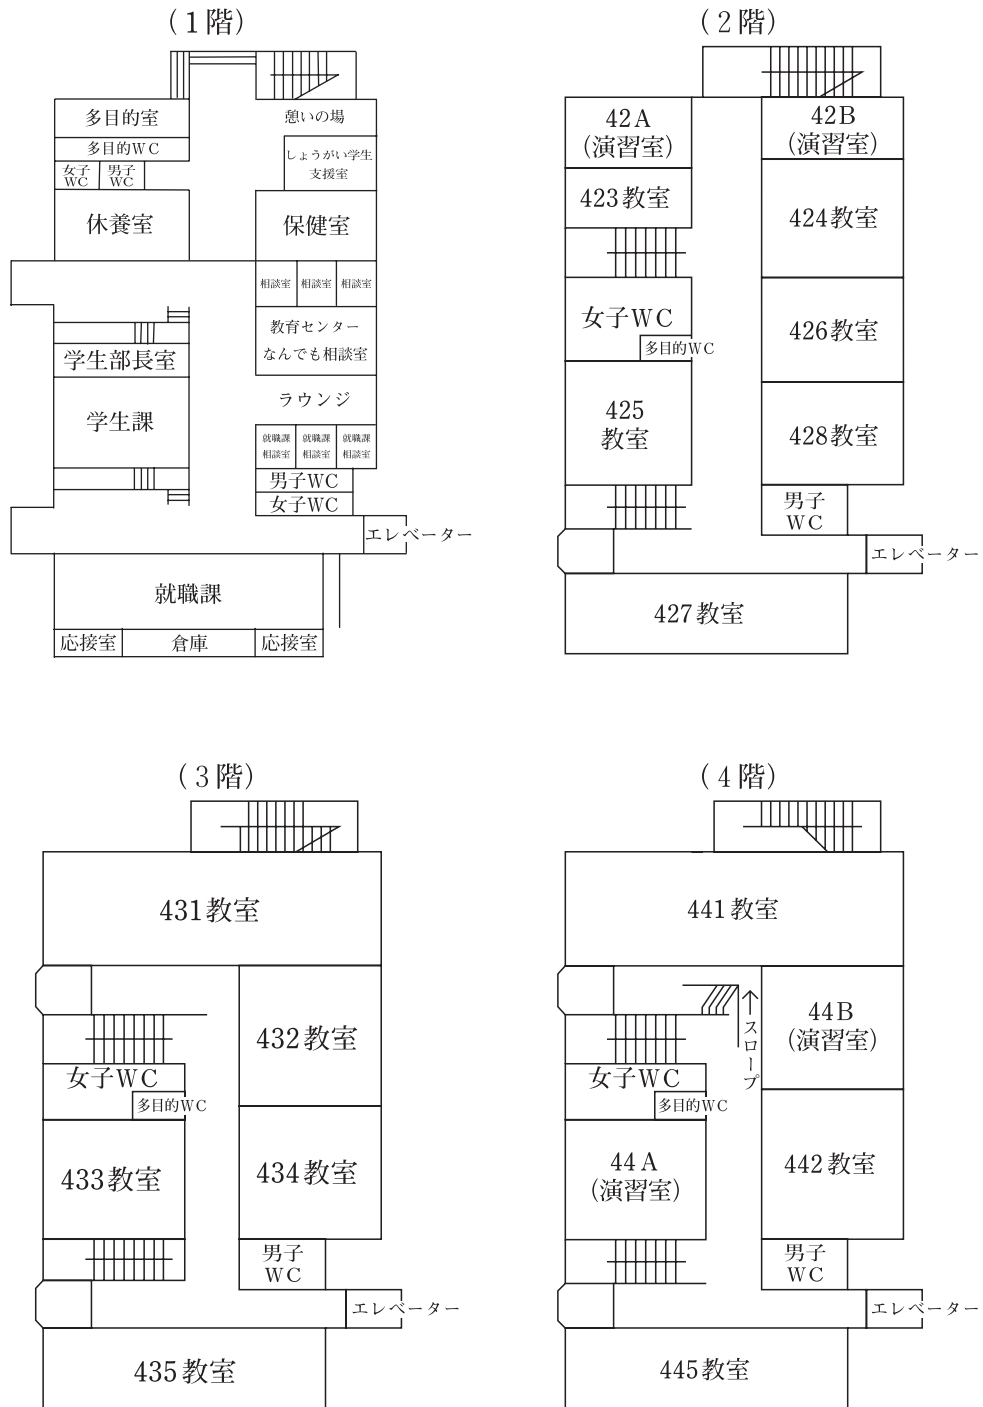 （1階）
多目的室
憩いの場
多目的WC
しょうがい学生
支援室
女子
WC
男子
WC
休養室
保健室
相談室
相談室
相談室
教育センター
なんでも相談室
学生部長室
ラウンジ
学生課
就職課
相談室
就職課
相談室
就職課
相談室
男子WC
女子WC
エレベーター
就職課
応接室
倉庫
応接室
（2階）
42A
（演習室）
42B
（演習室）
423教室
424教室
女子WC
多目的WC
426教室
425
教室
428教室
男子
WC
エレベーター
427教室
（3階）
431教室
432教室
女子WC
多目的WC
433教室
434教室
男子
WC
エレベーター
435教室
（4階）
441教室
スロープ
44B
（演習室）
女子WC
多目的WC
44A
（演習室）
442教室
男子
WC
エレベーター
445教室